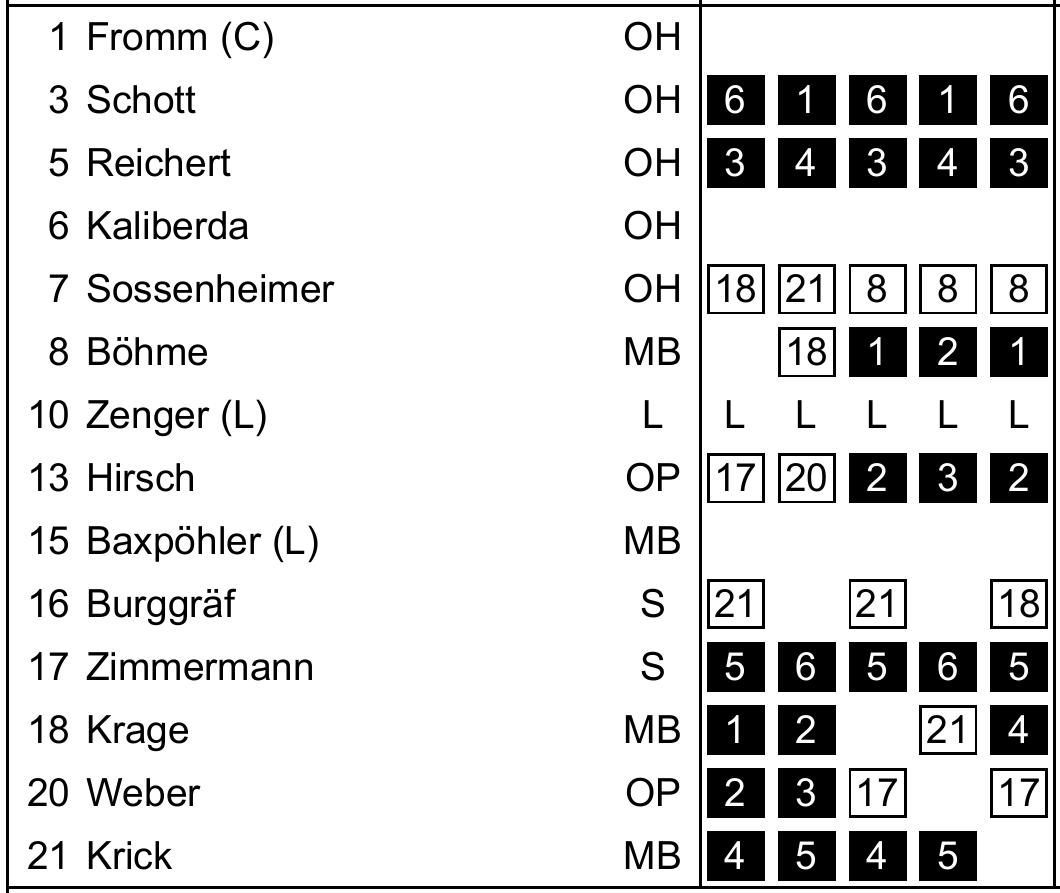 1 Fromm (C) OH
3 Schott OH 6 1 6 1 6
5 Reichert OH 3 4 3 4 3
6 Kaliberda OH
7 Sossenheimer OH 18 21 8 8 8
8 Böhme MB 18 1 2 1
10 Zenger (L) L L L L L L
13 Hirsch OP 17 20 2 3 2
15 Baxpöhler (L) MB
16 Burggräf S 21 21 18
17 Zimmermann S 5 6 5 6 5
18 Krage MB 1 2 21 4
20 Weber OP 2 3 17 17
21 Krick MB 4 5 4 5